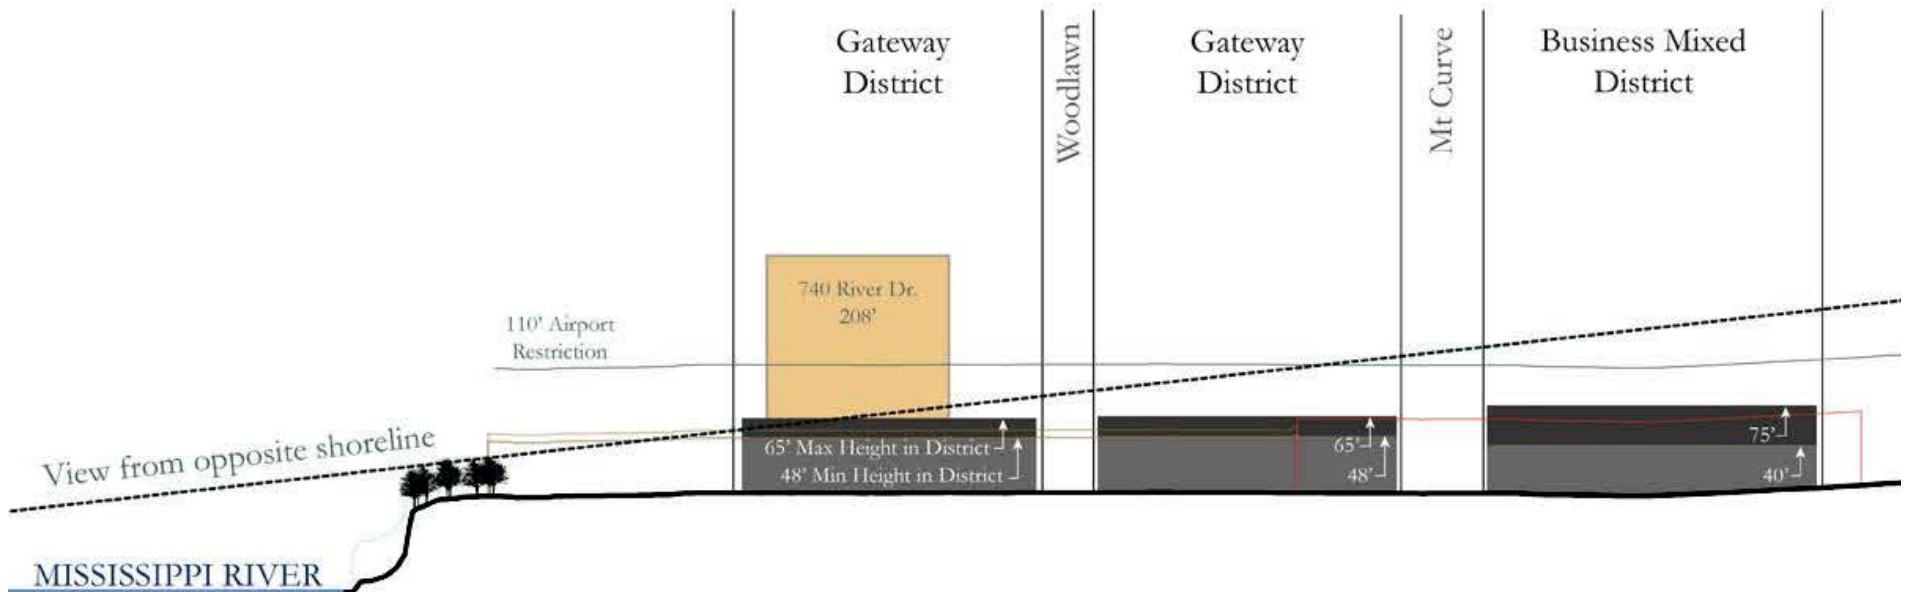 Gateway
District
Woodlawn
Gateway
District
Mt Curve
Business Mixed
District
740 River Dr.
208'
110' Airport
Restriction
View from opposite shoreline
65' Max Height in District
48' Min Height in District
65'
48'
75'
40'
MISSISSIPPI RIVER